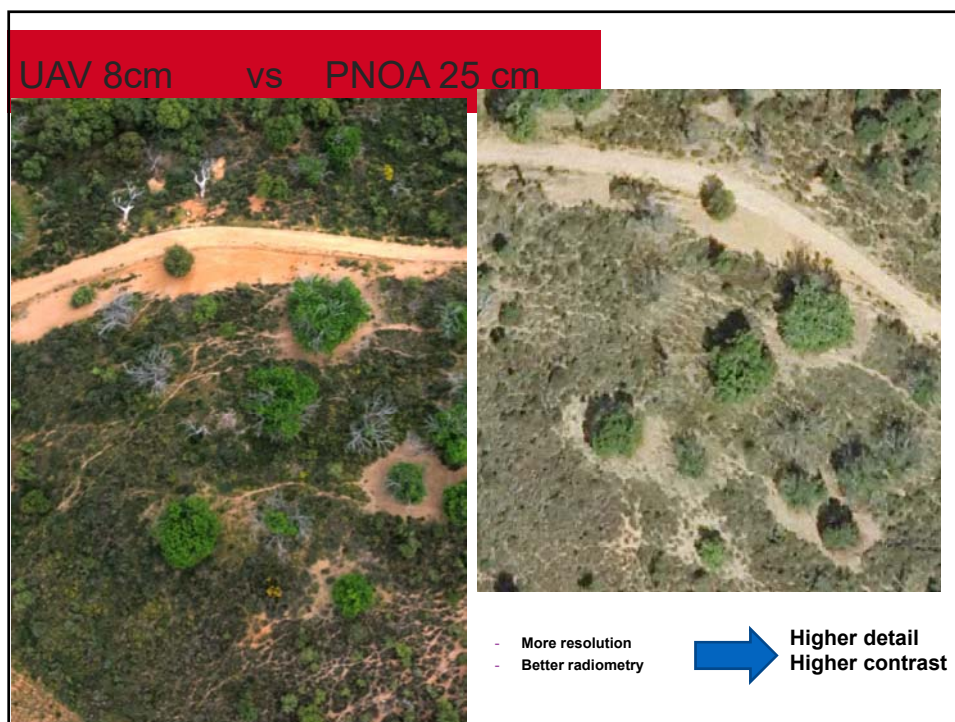 UAV 8cm vs PNOA 25 cm
- More resolution
- Better radiometry
Higher detail
Higher contrast